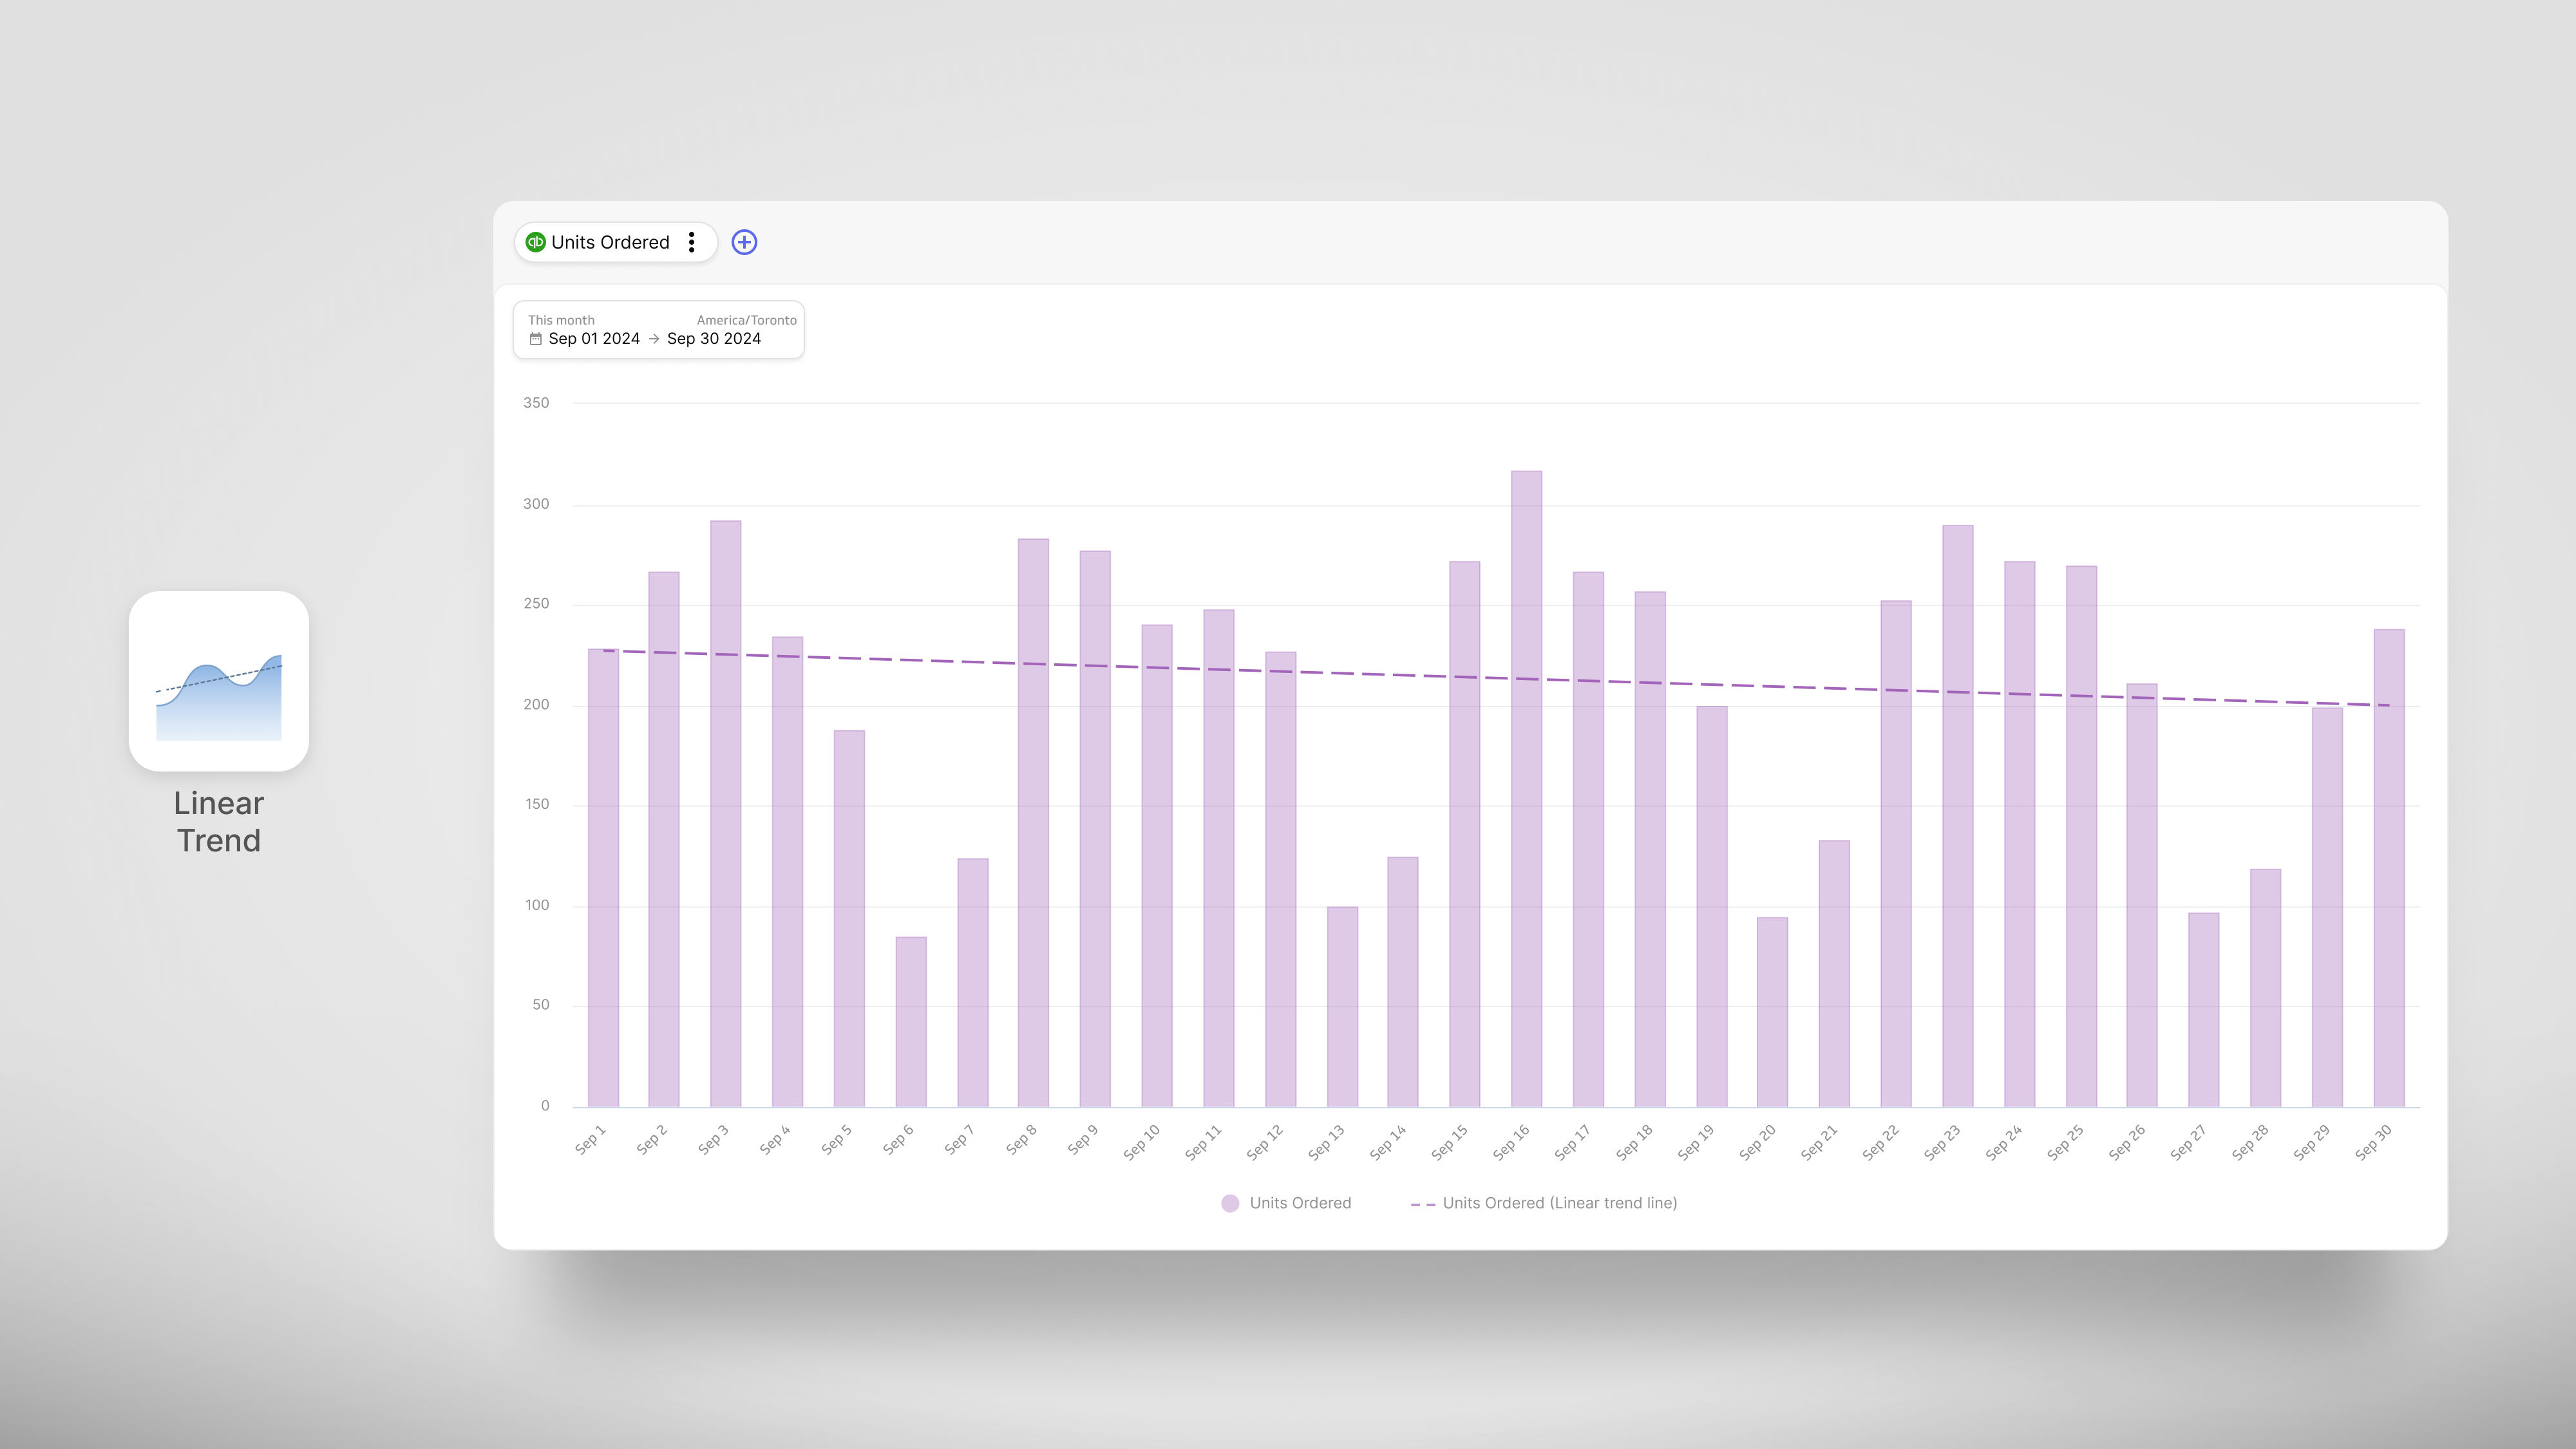 Linear
Trend
qb Units Ordered
This month America/Toronto
Sep 01 2024 → Sep 30 2024
350
300
250
200
150
100
50
0
Sep 1 Sep 2 Sep 3 Sep 4 Sep 5 Sep 6 Sep 7 Sep 8 Sep 9 Sep 10 Sep 11 Sep 12 Sep 13 Sep 14 Sep 15 Sep 16 Sep 17 Sep 18 Sep 19 Sep 20 Sep 21 Sep 22 Sep 23 Sep 24 Sep 25 Sep 26 Sep 27 Sep 28 Sep 29 Sep 30
Units Ordered Units Ordered (Linear trend line)